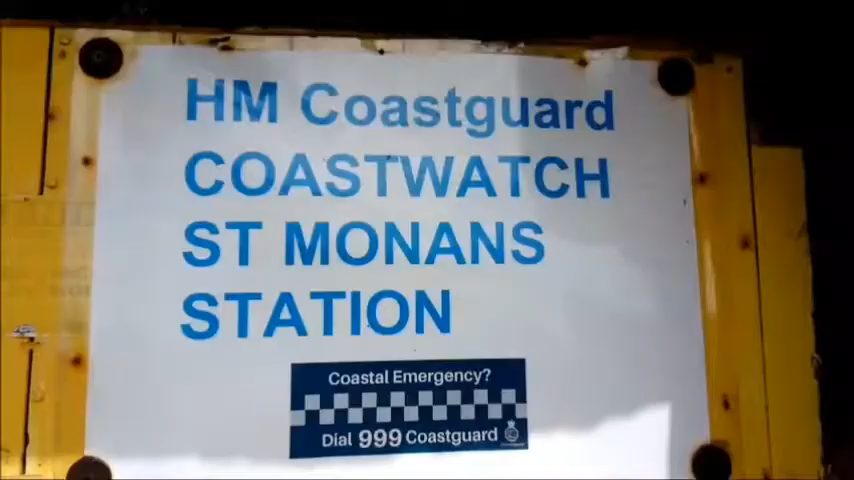 HM Coastguard
COASTWATCH
ST MONANS
STATION
Coastal Emergency?
Dial 999 Coastguard